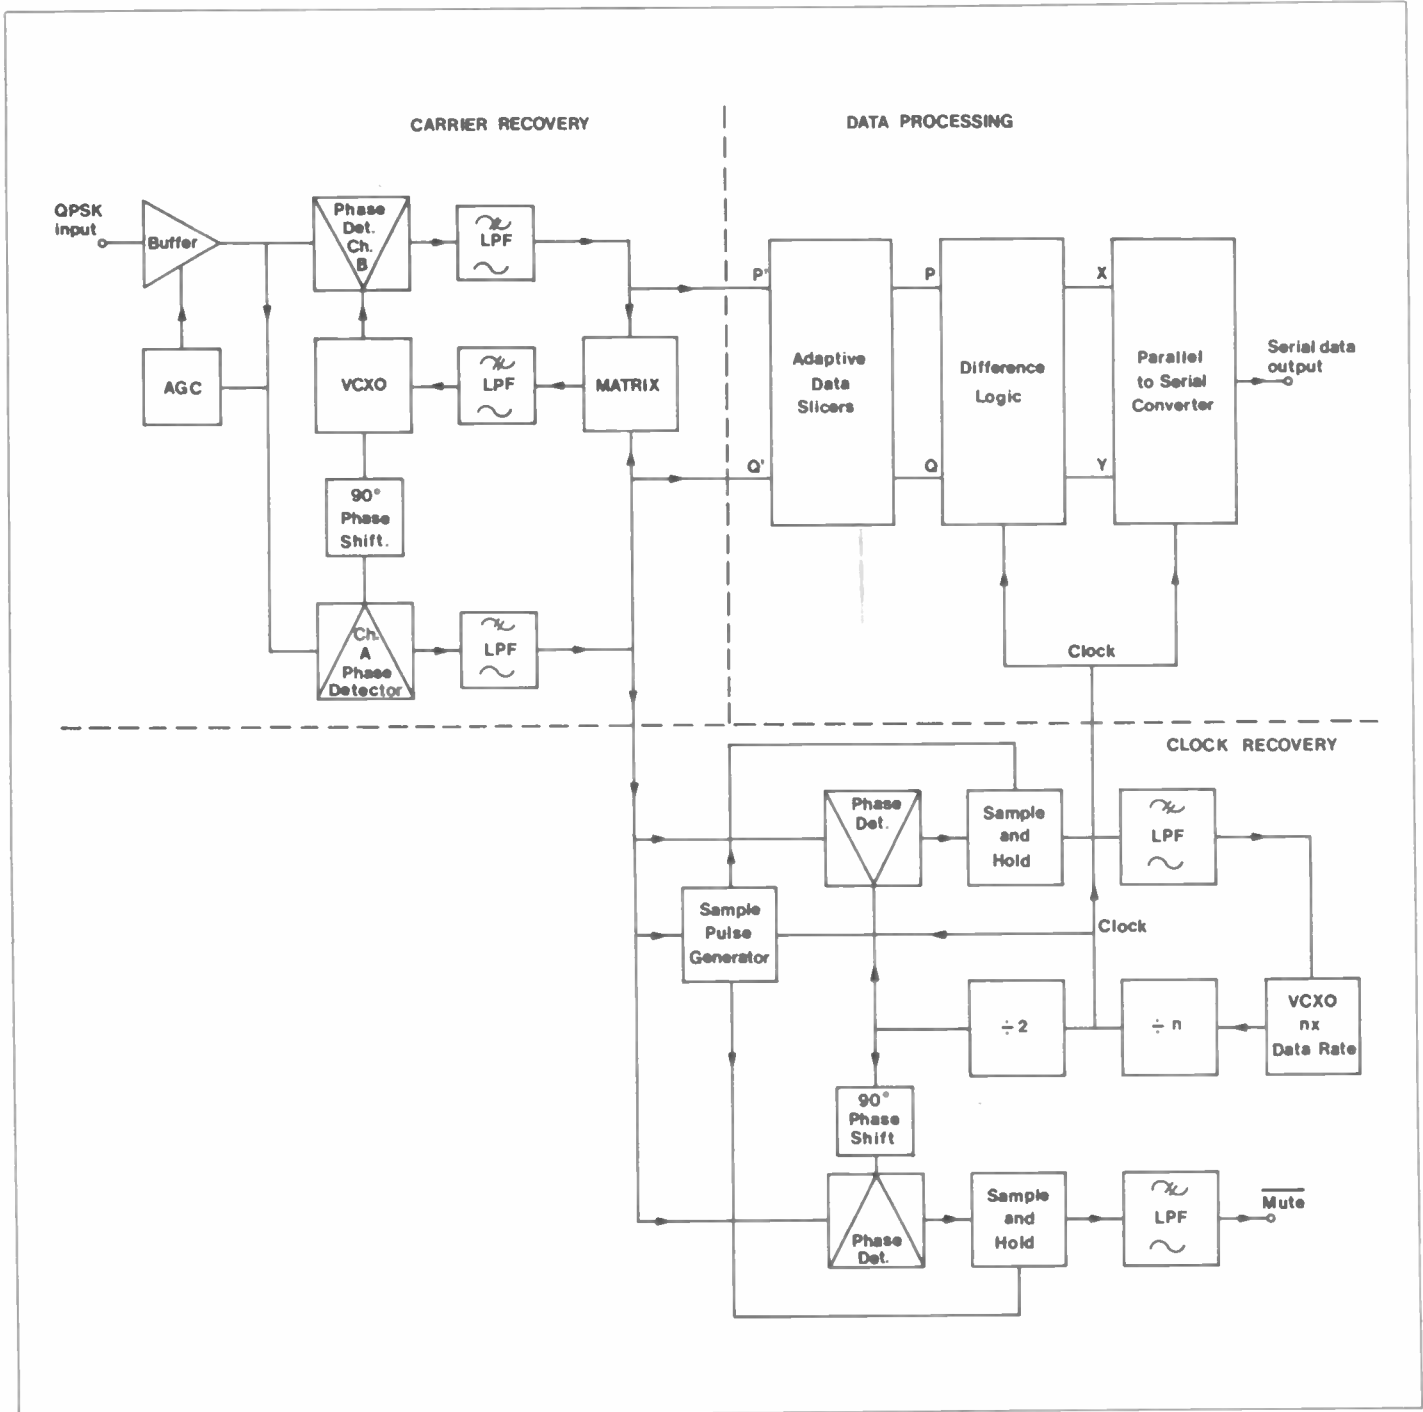 CARRIER RECOVERY
DATA PROCESSING
QPSK
input
Buffer
Phase
Det.
Ch.
B
LPF
AGC
VCXO
LPF
MATRIX
90°
Phase
Shift.
Ch.
A
Phase
Detector
LPF
P'
Q'
Adaptive
Data
Slicers
P
Q
Difference
Logic
X
Y
Parallel
to Serial
Converter
Serial data
output
Clock
CLOCK RECOVERY
Phase
Det.
Sample
and
Hold
LPF
Sample
Pulse
Generator
Clock
÷ 2
÷ n
VCXO
nx
Data Rate
90°
Phase
Shift
Phase
Det.
Sample
and
Hold
LPF
Mute